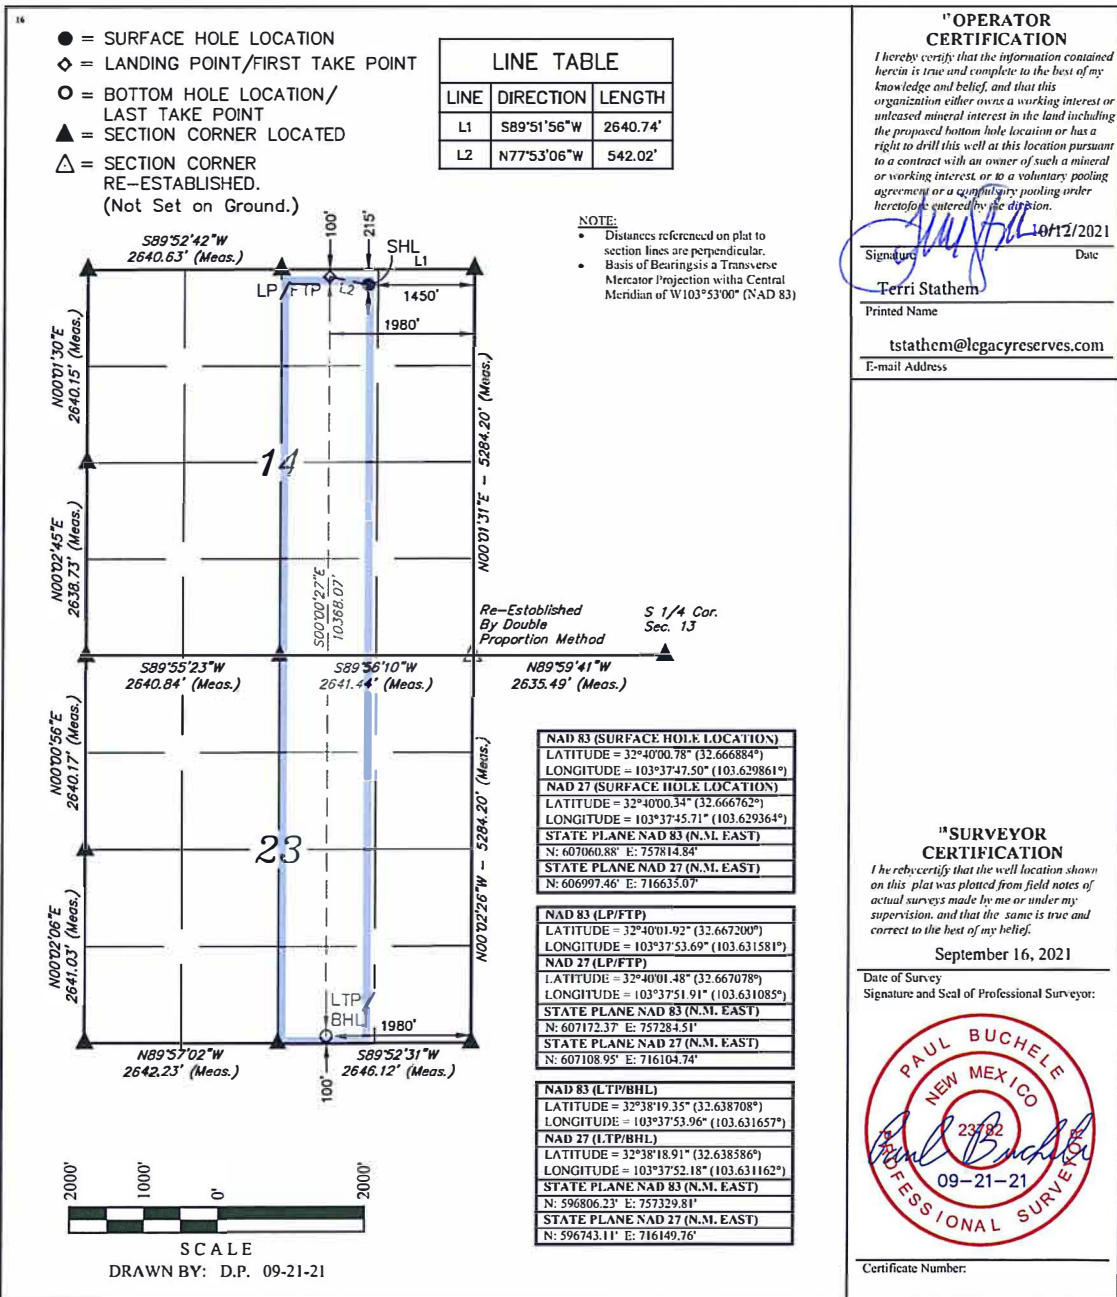 16
● = SURFACE HOLE LOCATION
◇ = LANDING POINT/FIRST TAKE POINT
O = BOTTOM HOLE LOCATION/
LAST TAKE POINT
▲ = SECTION CORNER LOCATED
△ = SECTION CORNER
RE-ESTABLISHED.
(Not Set on Ground.)
LINE TABLE
LINE DIRECTION LENGTH
L1 S89°51'56"W 2640.74'
L2 N77°53'06"W 542.02'
NOTE:
• Distances referenced on plat to
section lines are perpendicular.
• Basis of Bearingsis a Transverse
Mercator Projection witha Central
Meridian of W103°53'00" (NAD 83)
S89°52'42"W
2640.63' (Meas.)
100'
215'
SHL
L1
LP/FTP
L2
1450'
1980'
N00°01'30"E
2640.15' (Meas.)
14
N00°01'31"E - 5284.20' (Meas.)
N00°02'45"E
2638.73' (Meas.)
S00°00'27"E
10368.07'
Re-Established
By Double
Proportion Method
S 1/4 Cor.
Sec. 13
S89°55'23"W
2640.84' (Meas.)
S89°56'10"W
2641.44' (Meas.)
N89°59'41"W
2635.49' (Meas.)
N00°00'56"E
2640.17' (Meas.)
23
N00°02'26"W - 5284.20' (Meas.)
N00°02'06"E
2641.03' (Meas.)
LTP/
BHL
1980'
N89°57'02"W
2642.23' (Meas.)
S89°52'31"W
2646.12' (Meas.)
100'
NAD 83 (SURFACE HOLE LOCATION)
LATITUDE = 32°40'00.78" (32.666884°)
LONGITUDE = 103°37'47.50" (103.629861°)
NAD 27 (SURFACE HOLE LOCATION)
LATITUDE = 32°40'00.34" (32.666762°)
LONGITUDE = 103°37'45.71" (103.629364°)
STATE PLANE NAD 83 (N.M. EAST)
N: 607060.88' E: 757814.84'
STATE PLANE NAD 27 (N.M. EAST)
N: 606997.46' E: 716635.07'
NAD 83 (LP/FTP)
LATITUDE = 32°40'01.92" (32.667200°)
LONGITUDE = 103°37'53.69" (103.631581°)
NAD 27 (LP/FTP)
LATITUDE = 32°40'01.48" (32.667078°)
LONGITUDE = 103°37'51.91" (103.631085°)
STATE PLANE NAD 83 (N.M. EAST)
N: 607172.37' E: 757284.51'
STATE PLANE NAD 27 (N.M. EAST)
N: 607108.95' E: 716104.74'
NAD 83 (LTP/BHL)
LATITUDE = 32°38'19.35" (32.638708°)
LONGITUDE = 103°37'53.96" (103.631657°)
NAD 27 (LTP/BHL)
LATITUDE = 32°38'18.91" (32.638586°)
LONGITUDE = 103°37'52.18" (103.631162°)
STATE PLANE NAD 83 (N.M. EAST)
N: 596806.23' E: 757329.81'
STATE PLANE NAD 27 (N.M. EAST)
N: 596743.11' E: 716149.76'
2000' 1000' 0' 2000'
SCALE
DRAWN BY: D.P. 09-21-21
17 OPERATOR
CERTIFICATION
I hereby certify that the information contained
herein is true and complete to the best of my
knowledge and belief, and that this
organization either owns a working interest or
unleased mineral interest in the land including
the proposed bottom hole location or has a
right to drill this well at this location pursuant
to a contract with an owner of such a mineral
or working interest, or to a voluntary pooling
agreement or a compulsory pooling order
heretofore entered by the division.
10/12/2021
Signature Date
Terri Stathem
Printed Name
tstathem@legacyreserves.com
E-mail Address
18 SURVEYOR
CERTIFICATION
I herebycertify that the well location shown
on this plat was plotted from field notes of
actual surveys made by me or under my
supervision, and that the same is true and
correct to the best of my belief.
September 16, 2021
Date of Survey
Signature and Seal of Professional Surveyor:
PAUL BUCHELE
NEW MEXICO
23782
Paul Buchele
09-21-21
PROFESSIONAL SURVEYOR
Certificate Number: